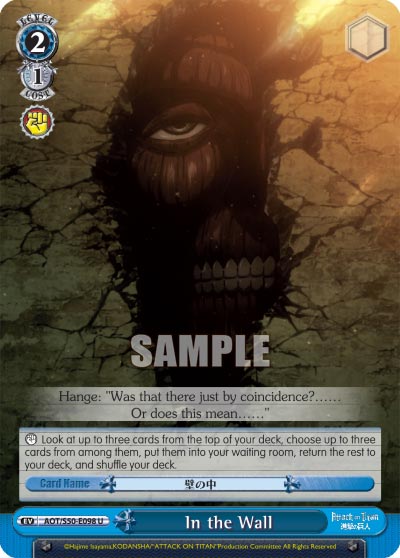 LEVEL
2
1
COST
SAMPLE
Hange: "Was that there just by coincidence?......
Or does this mean......"
Look at up to three cards from the top of your deck, choose up to three
cards from among them, put them into your waiting room, return the rest to
your deck, and shuffle your deck.
Card Name 壁の中
EV AOT/S50-E098 U In the Wall Attack on Titan
進撃の巨人
©Hajime Isayama,KODANSHA/"ATTACK ON TITAN"Production Committee All Rights Reserved